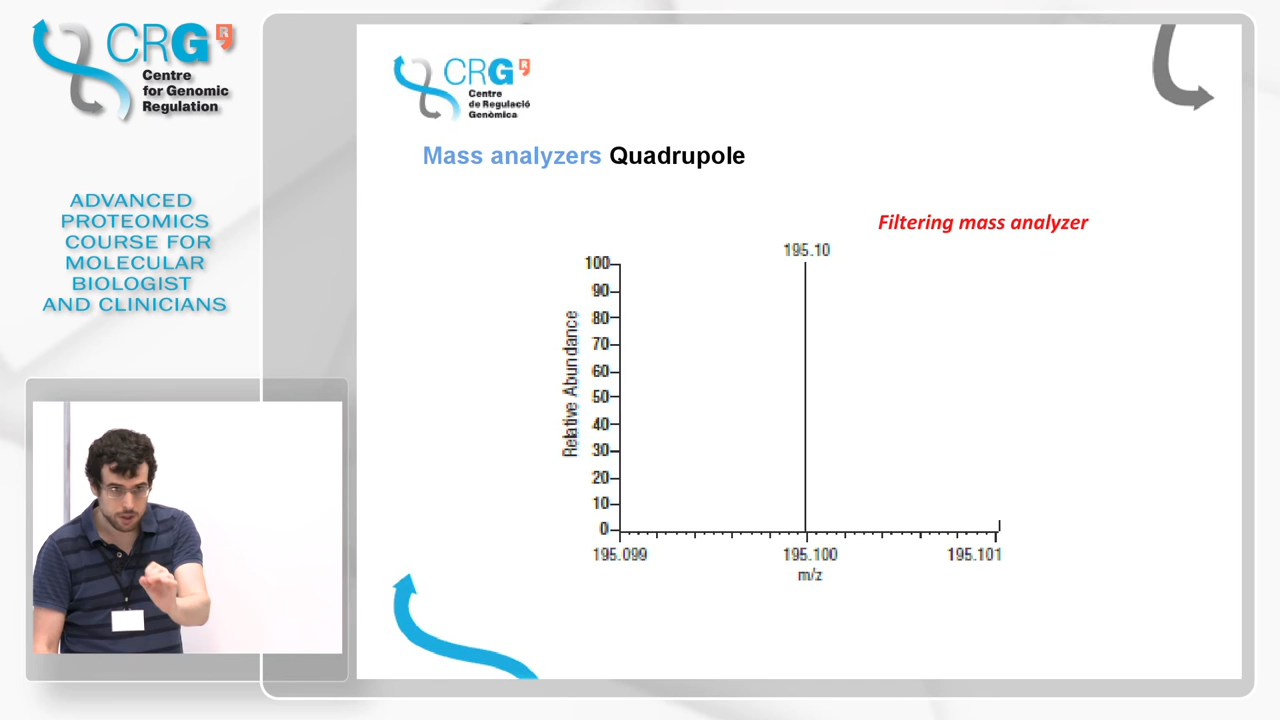 CRG R
Centre
for Genomic
Regulation
ADVANCED
PROTEOMICS
COURSE FOR
MOLECULAR
BIOLOGIST
AND CLINICIANS
CRG R
Centre
de Regulació
Genòmica
Mass analyzers Quadrupole
Filtering mass analyzer
195.10
100
90
80
70
60
50
40
30
20
10
0
Relative Abundance
195.099 195.100 195.101
m/z